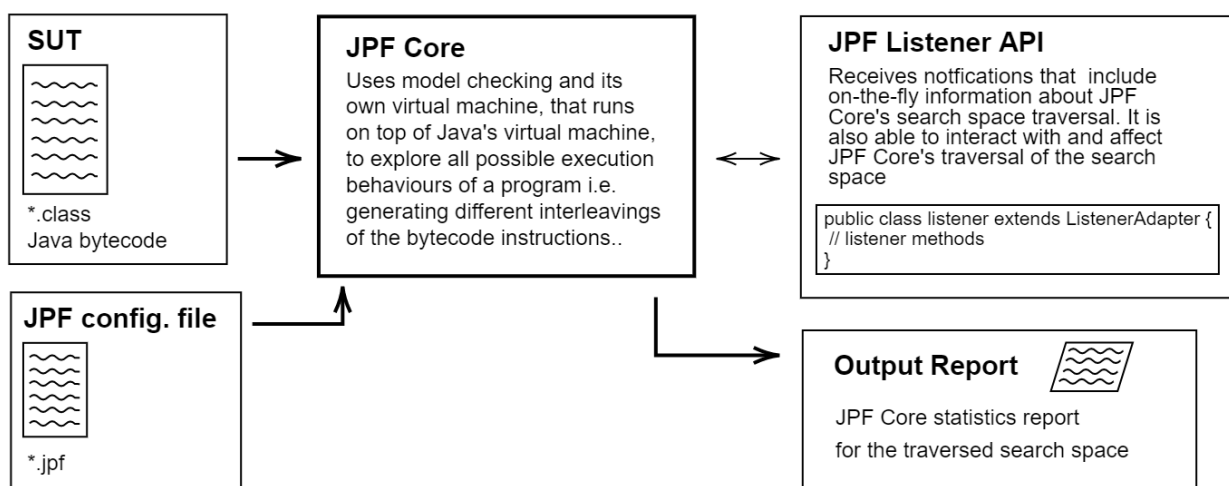 SUT
*.class
Java bytecode
JPF config. file
*.jpf
JPF Core
Uses model checking and its
own virtual machine, that runs
on top of Java's virtual machine,
to explore all possible execution
behaviours of a program i.e.
generating different interleavings
of the bytecode instructions..
JPF Listener API
Receives notfications that include
on-the-fly information about JPF
Core's search space traversal. It is
also able to interact with and affect
JPF Core's traversal of the search
space
public class listener extends ListenerAdapter {
// listener methods
}
Output Report
JPF Core statistics report
for the traversed search space